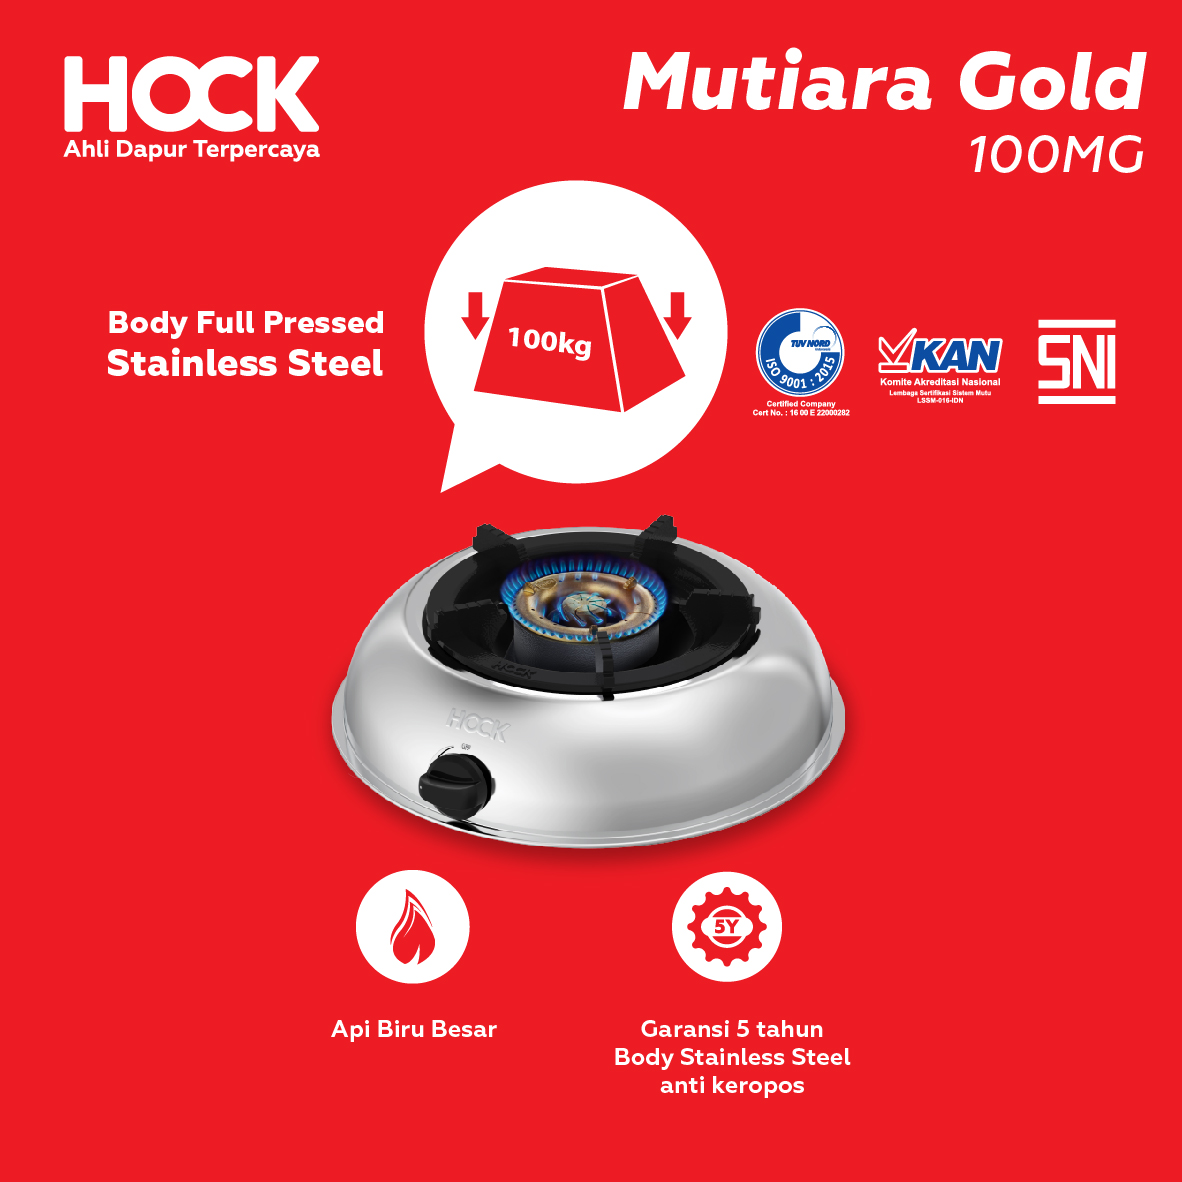 HOCK
Ahli Dapur Terpercaya
Mutiara Gold
100MG
Body Full Pressed
Stainless Steel
100kg
TUV NORD
Indonesia
ISO 9001 : 2015
Certified Company
Cert No. : 16 00 E 22000282
KAN
Komite Akreditasi Nasional
Lembaga Sertifikasi Sistem Mutu
LSSM-016-IDN
SNI
HOCK
HOCK
5Y
Api Biru Besar
Garansi 5 tahun
Body Stainless Steel
anti keropos